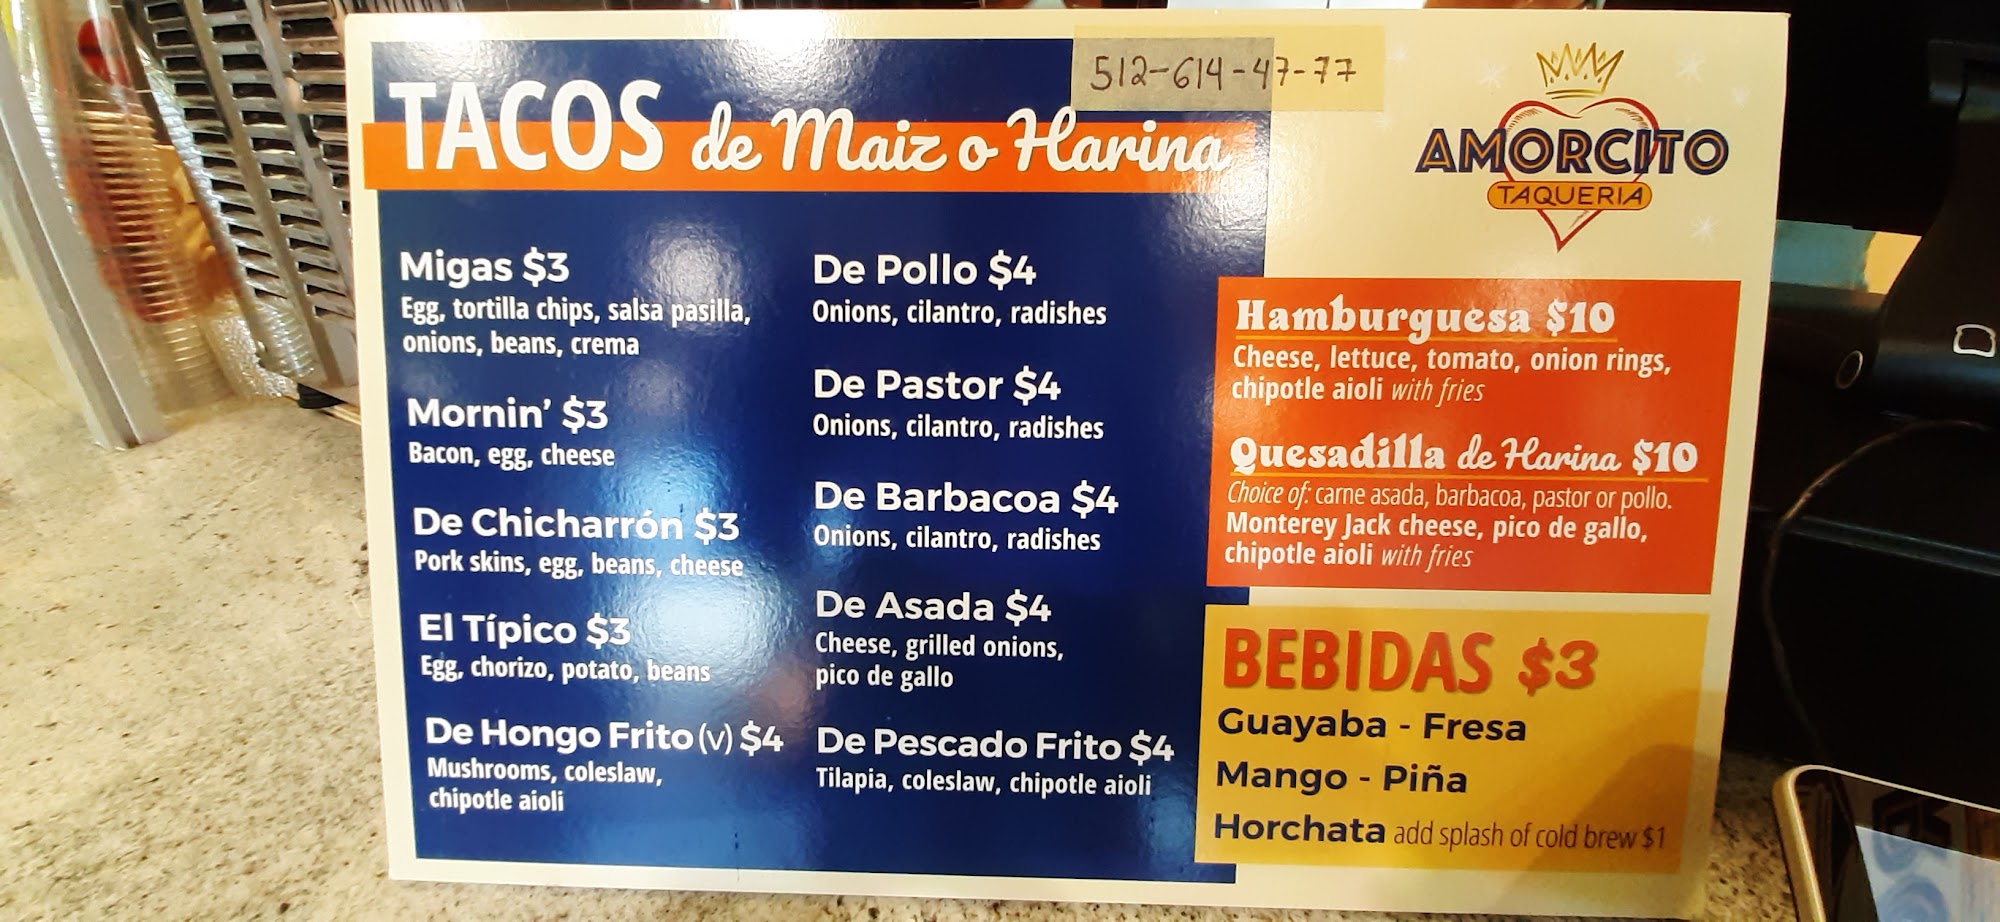 512-614-47-77
TACOS de Maiz o Harina
Migas $3
Egg, tortilla chips, salsa pasilla,
onions, beans, crema
Mornin' $3
Bacon, egg, cheese
De Chicharrón $3
Pork skins, egg, beans, cheese
El Típico $3
Egg, chorizo, potato, beans
De Hongo Frito (v) $4
Mushrooms, coleslaw,
chipotle aioli
De Pollo $4
Onions, cilantro, radishes
De Pastor $4
Onions, cilantro, radishes
De Barbacoa $4
Onions, cilantro, radishes
De Asada $4
Cheese, grilled onions,
pico de gallo
De Pescado Frito $4
Tilapia, coleslaw, chipotle aioli
AMORCITO
TAQUERIA
Hamburguesa $10
Cheese, lettuce, tomato, onion rings,
chipotle aioli with fries
Quesadilla de Harina $10
Choice of: carne asada, barbacoa, pastor or pollo.
Monterey Jack cheese, pico de gallo,
chipotle aioli with fries
BEBIDAS $3
Guayaba - Fresa
Mango - Piña
Horchata add splash of cold brew $1